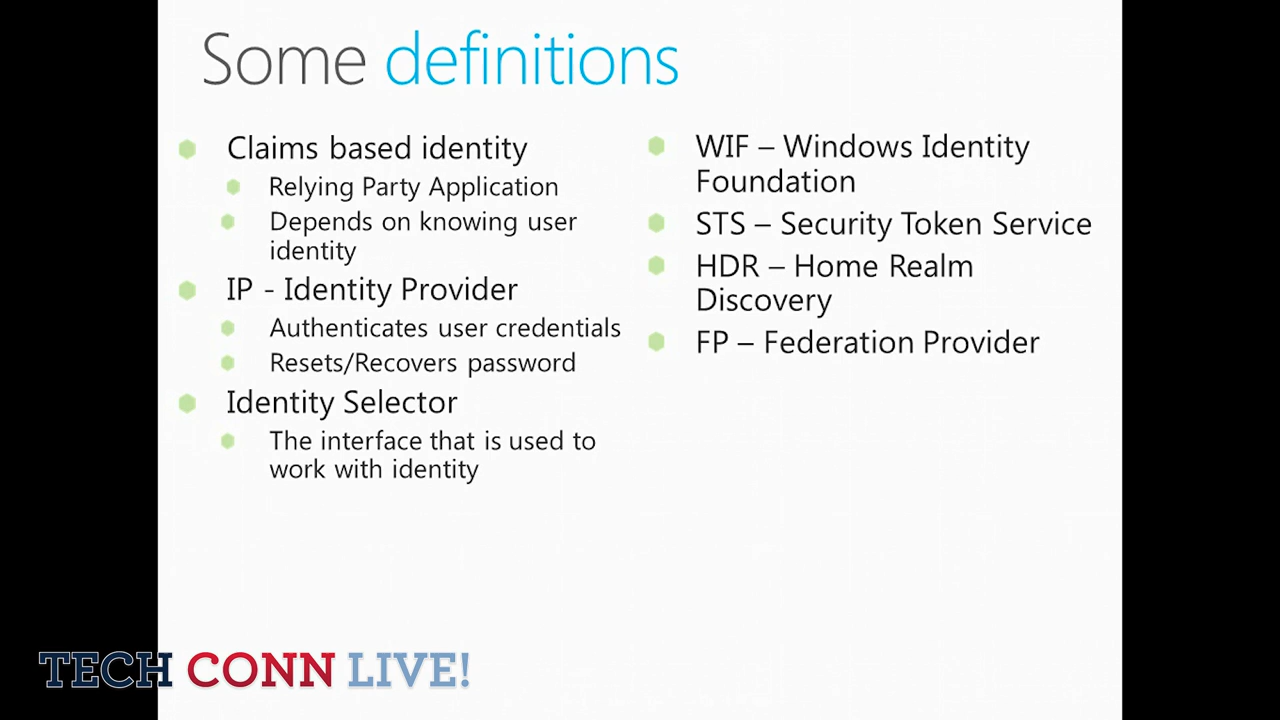 Some definitions
Claims based identity
Relying Party Application
Depends on knowing user
identity
IP - Identity Provider
Authenticates user credentials
Resets/Recovers password
Identity Selector
The interface that is used to
work with identity
WIF – Windows Identity
Foundation
STS – Security Token Service
HDR – Home Realm
Discovery
FP – Federation Provider
TECH CONN LIVE!